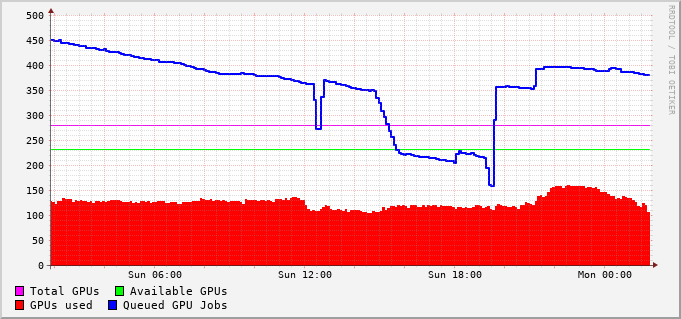 500
450
400
350
300
250
200
150
100
50
0
Sun 06:00 Sun 12:00 Sun 18:00 Mon 00:00
Total GPUs Available GPUs
GPUs used Queued GPU Jobs
RRDTOOL / TOBI OETIKER